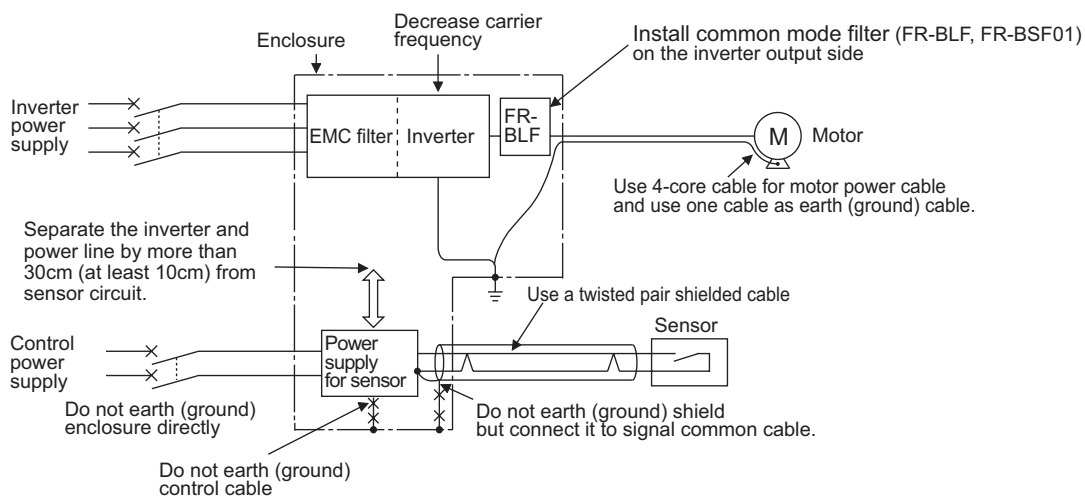 Decrease carrier
frequency
Enclosure
Install common mode filter (FR-BLF, FR-BSF01)
on the inverter output side
Inverter
power
supply
EMC filter
Inverter
FR-
BLF
M
Motor
Use 4-core cable for motor power cable
and use one cable as earth (ground) cable.
Separate the inverter and
power line by more than
30cm (at least 10cm) from
sensor circuit.
Use a twisted pair shielded cable
Sensor
Control
power
supply
Power
supply
for sensor
Do not earth (ground)
enclosure directly
Do not earth (ground) shield
but connect it to signal common cable.
Do not earth (ground)
control cable